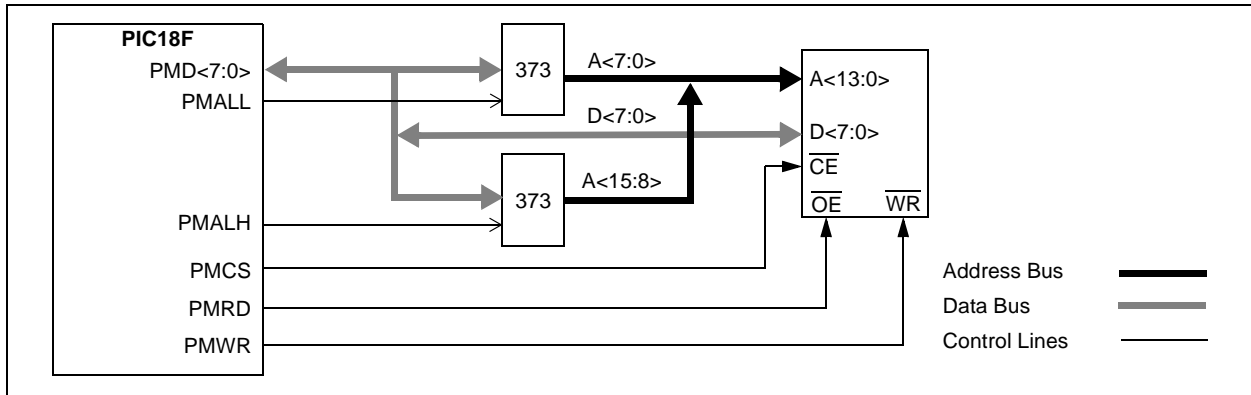 PIC18F
PMD<7:0>
PMALL
373
A<7:0>
A<13:0>
D<7:0>
D<7:0>
CE
373
A<15:8>
OE
WR
PMALH
PMCS
PMRD
PMWR
Address Bus
Data Bus
Control Lines